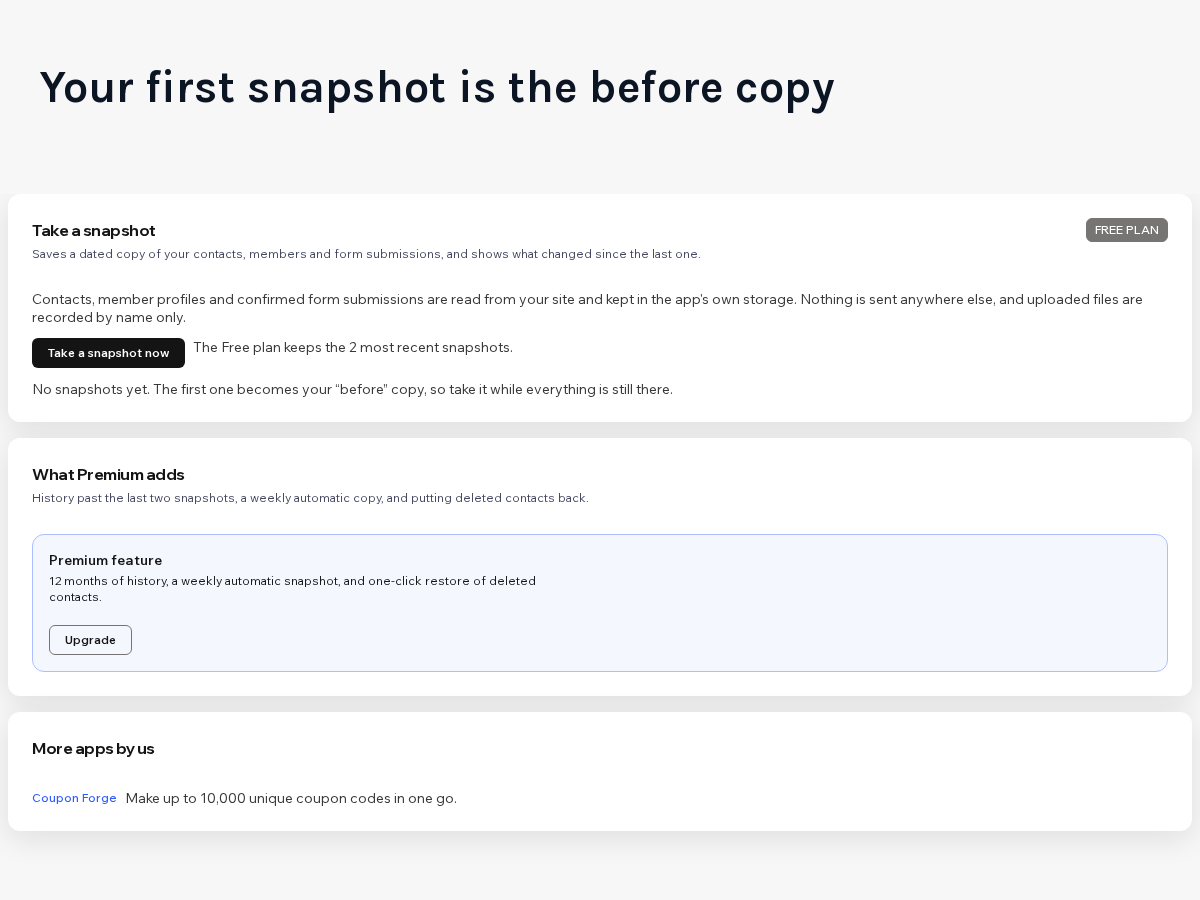 Your first snapshot is the before copy
Take a snapshot
FREE PLAN
Saves a dated copy of your contacts, members and form submissions, and shows what changed since the last one.
Contacts, member profiles and confirmed form submissions are read from your site and kept in the app's own storage. Nothing is sent anywhere else, and uploaded files are
recorded by name only.
Take a snapshot now
The Free plan keeps the 2 most recent snapshots.
No snapshots yet. The first one becomes your “before” copy, so take it while everything is still there.
What Premium adds
History past the last two snapshots, a weekly automatic copy, and putting deleted contacts back.
Premium feature
12 months of history, a weekly automatic snapshot, and one-click restore of deleted
contacts.
Upgrade
More apps by us
Coupon Forge Make up to 10,000 unique coupon codes in one go.